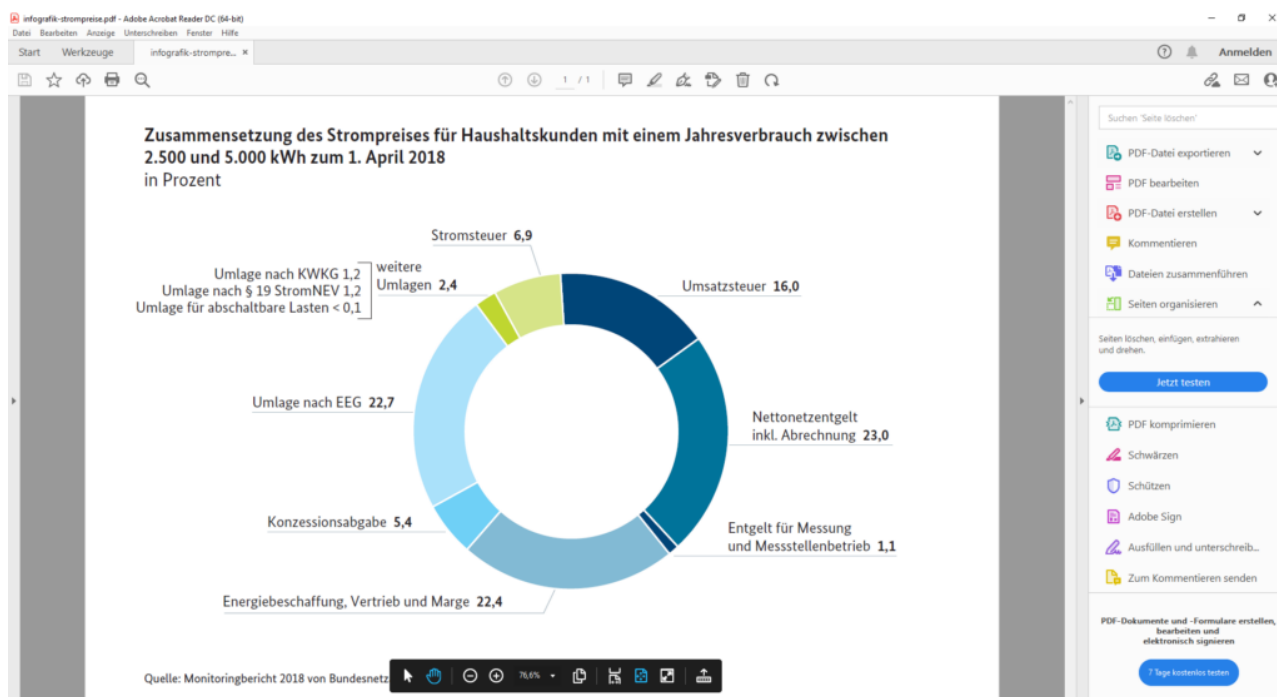 infografik-strompreise.pdf - Adobe Acrobat Reader DC (64-bit)
Datei Bearbeiten Anzeige Unterschreiben Fenster Hilfe
Start Werkzeuge infografik-strompre... ×
Anmelden
1 / 1
Zusammensetzung des Strompreises für Haushaltskunden mit einem Jahresverbrauch zwischen
2.500 und 5.000 kWh zum 1. April 2018
in Prozent
Stromsteuer 6,9
Umlage nach KWKG 1,2
Umlage nach § 19 StromNEV 1,2
Umlage für abschaltbare Lasten < 0,1
weitere
Umlagen 2,4
Umsatzsteuer 16,0
Umlage nach EEG 22,7
Nettonetzentgelt
inkl. Abrechnung 23,0
Konzessionsabgabe 5,4
Entgelt für Messung
und Messstellenbetrieb 1,1
Energiebeschaffung, Vertrieb und Marge 22,4
Quelle: Monitoringbericht 2018 von Bundesnetz
76,6%
Suchen 'Seite löschen'
PDF-Datei exportieren
PDF bearbeiten
PDF-Datei erstellen
Kommentieren
Dateien zusammenführen
Seiten organisieren
Seiten löschen, einfügen, extrahieren
und drehen.
Jetzt testen
PDF komprimieren
Schwärzen
Schützen
Adobe Sign
Ausfüllen und unterschreib...
Zum Kommentieren senden
PDF-Dokumente und -Formulare erstellen,
bearbeiten und
elektronisch signieren
7 Tage kostenlos testen